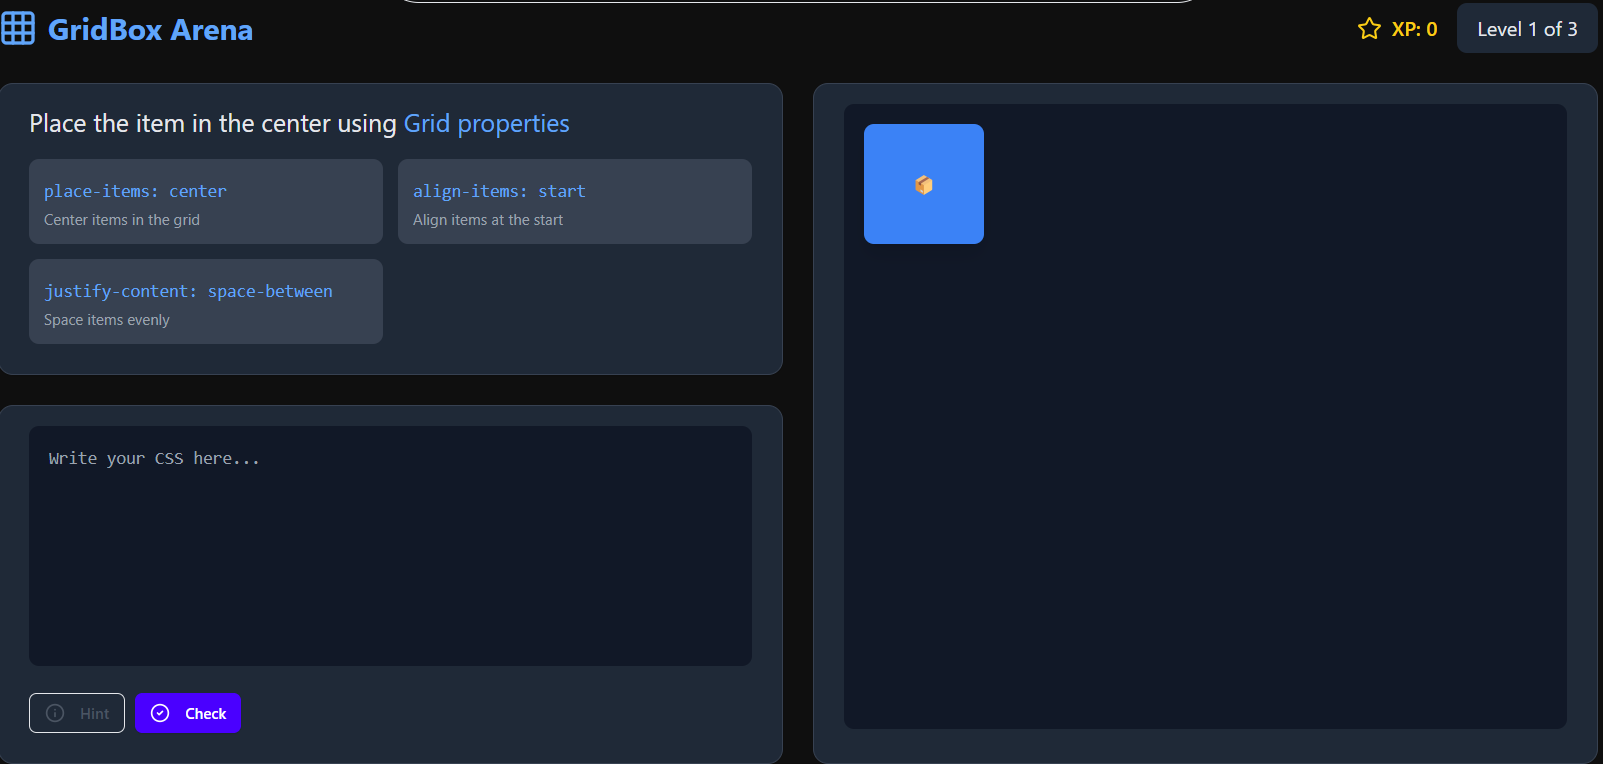 GridBox Arena
XP: 0
Level 1 of 3
Place the item in the center using Grid properties
place-items: center
Center items in the grid
align-items: start
Align items at the start
justify-content: space-between
Space items evenly
Write your CSS here...
Hint
Check